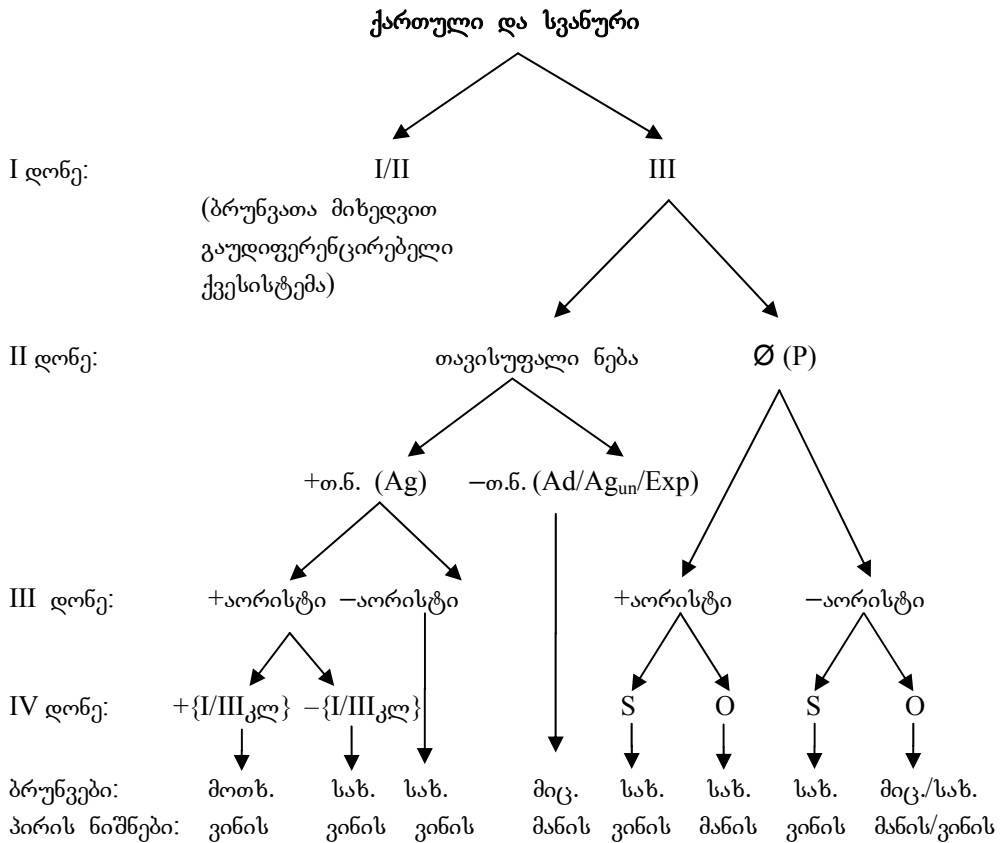 ქართული და სვანური
I დონე: I/II III
(ბრუნვათა მიხედვით
გაუდიფერენცირებელი
ქვესისტემა)
II დონე: თავისუფალი ნება Ø (P)
+თ.ნ. (Ag) –თ.ნ. (Ad/Agun/Exp)
III დონე: +აორისტი –აორისტი +აორისტი –აორისტი
IV დონე: +{I/IIIკლ} –{I/IIIკლ} S O S O
ბრუნვები: მოთხ. სახ. სახ. მიც. სახ. სახ. სახ. მიც./სახ.
პირის ნიშნები: ვინის ვინის ვინის მანის ვინის მანის ვინის მანის/ვინის